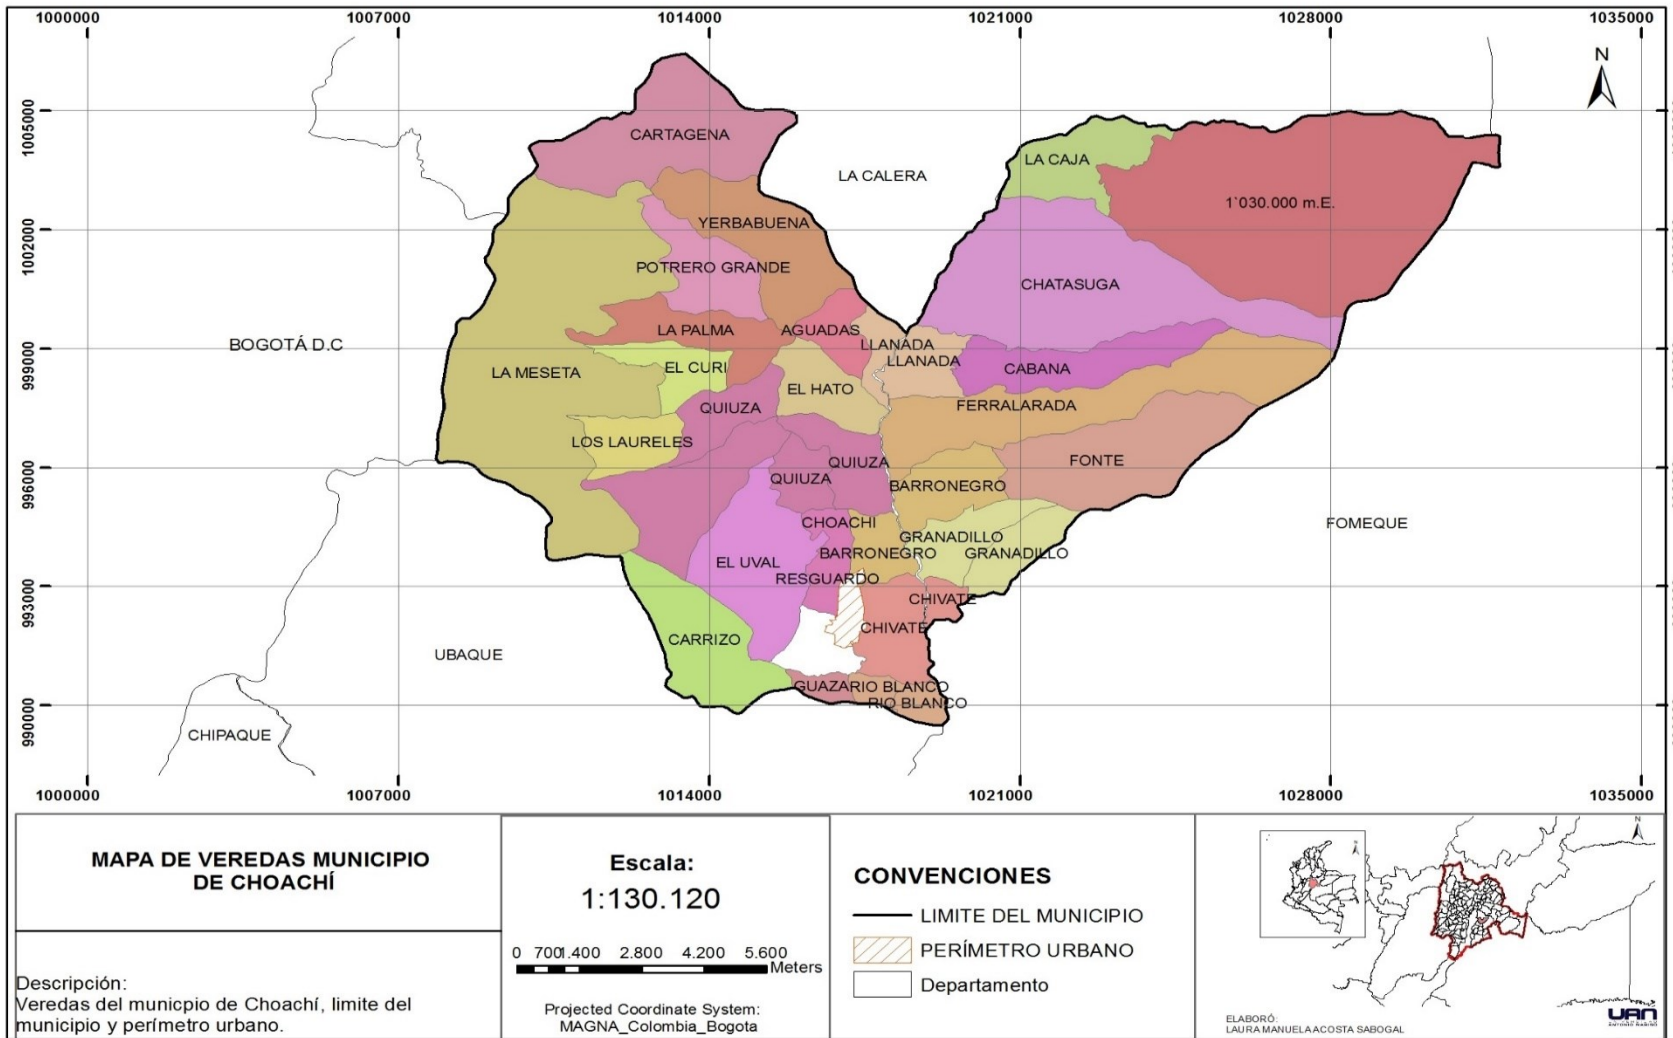 1000000 1007000 1014000 1021000 1028000 1035000
N
1005000
1002000
999000
996000
993000
990000
CARTAGENA
LA CALERA
LA CAJA
1`030.000 m.E.
YERBABUENA
POTRERO GRANDE
CHATASUGA
LA PALMA
AGUADAS
LLANADA
LLANADA
BOGOTÁ D.C
LA MESETA
EL CURI
EL HATO
CABANA
QUIUZA
FERRALARADA
LOS LAURELES
QUIUZA
QUIUZA
FONTE
BARRONEGRO
CHOACHI
BARRONEGRO
GRANADILLO
GRANADILLO
FOMEQUE
EL UVAL
RESGUARDO
CHIVATE
CHIVATE
CARRIZO
UBAQUE
GUAZA
RIO BLANCO
RIO BLANCO
CHIPAQUE
1000000 1007000 1014000 1021000 1028000 1035000
MAPA DE VEREDAS MUNICIPIO
DE CHOACHÍ
Descripción:
Veredas del municpio de Choachí, limite del
municipio y perímetro urbano.
Escala:
1:130.120
0 700 1.400 2.800 4.200 5.600
Meters
Projected Coordinate System:
MAGNA_Colombia_Bogota
CONVENCIONES
LIMITE DEL MUNICIPIO
PERÍMETRO URBANO
Departamento
N
N
ELABORÓ:
LAURA MANUELA ACOSTA SABOGAL
UAN